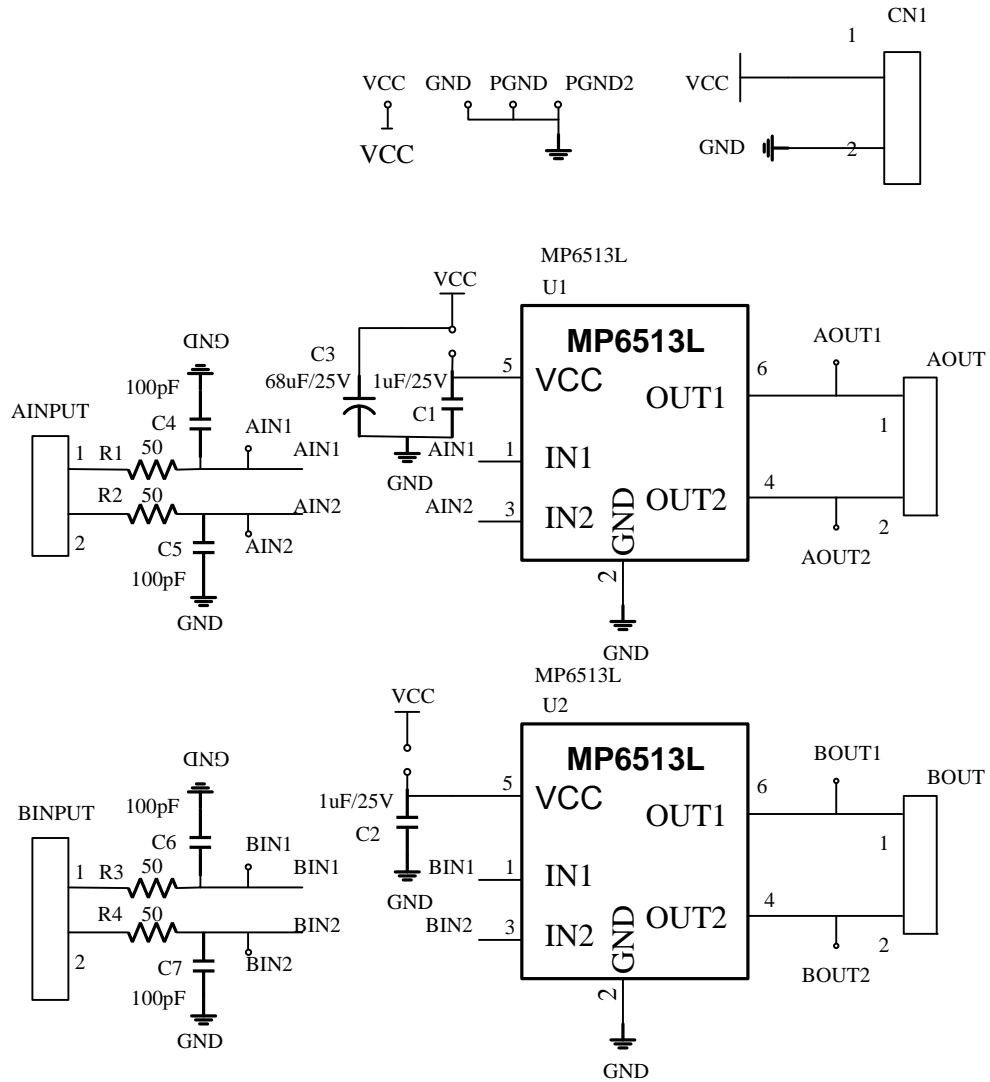 CN1
1
VCC
GND
2
VCC
VCC
GND PGND PGND2
MP6513L
U1
MP6513L
VCC
C3
68uF/25V
1uF/25V
C1
GND
5
VCC
AIN1
1
IN1
AIN2
3
IN2
GND
2
GND
OUT1
6
OUT2
4
AOUT1
AOUT2
AOUT
1
2
AINPUT
1
2
R1
50
R2
50
GND
100pF
C4
C5
100pF
GND
AIN1
AIN1
AIN2
AIN2
MP6513L
U2
MP6513L
VCC
1uF/25V
C2
GND
5
VCC
BIN1
1
IN1
BIN2
3
IN2
GND
2
GND
OUT1
6
OUT2
4
BOUT1
BOUT2
BOUT
1
2
BINPUT
1
2
R3
50
R4
50
GND
100pF
C6
C7
100pF
GND
BIN1
BIN1
BIN2
BIN2